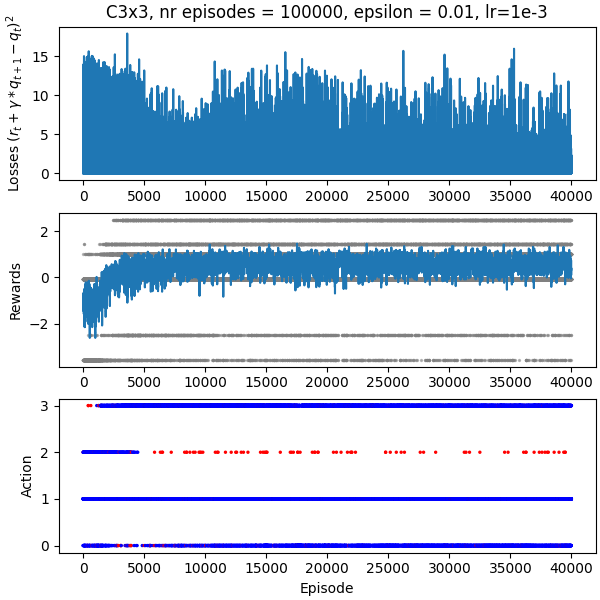 C3x3, nr episodes = 100000, epsilon = 0.01, lr=1e-3
Losses $(r_t + \gamma * q_{t+1} - q_t)^2$
15
10
5
0
0 5000 10000 15000 20000 25000 30000 35000 40000
Rewards
2
0
−2
0 5000 10000 15000 20000 25000 30000 35000 40000
Action
3
2
1
0
0 5000 10000 15000 20000 25000 30000 35000 40000
Episode